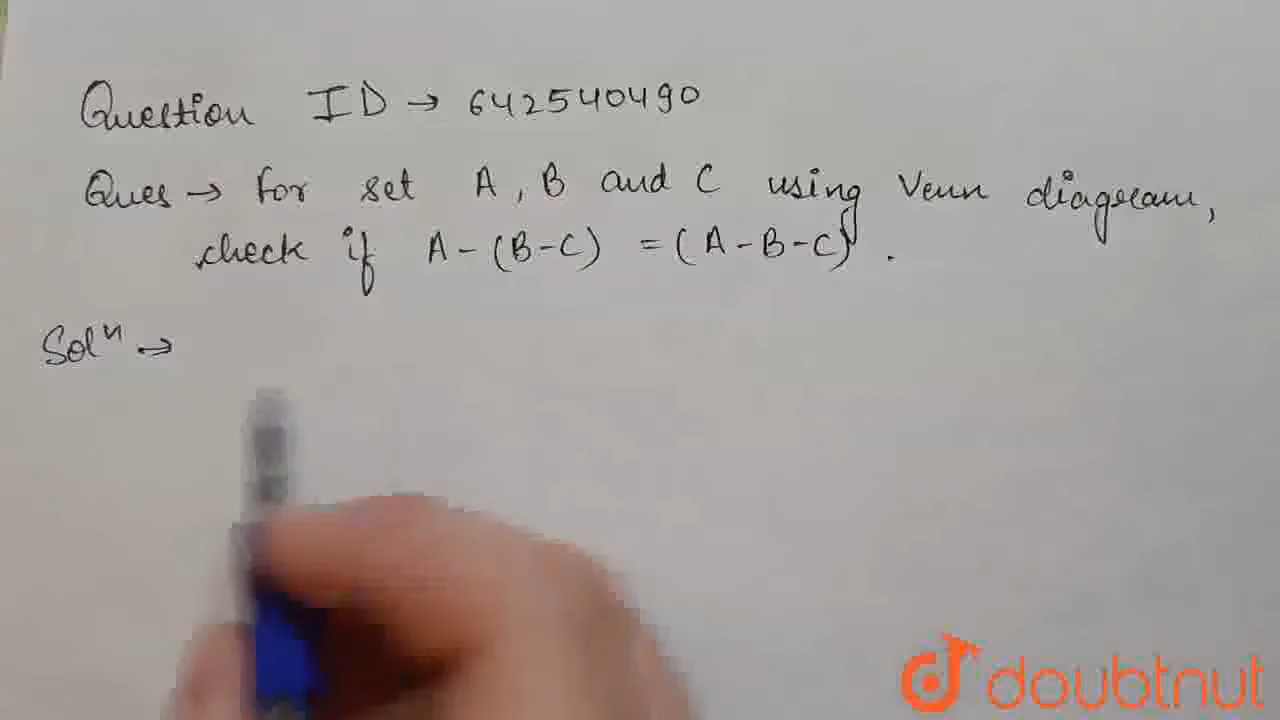 Question ID → 642540490
Ques → for set A, B and C using Venn diagram,
check if A-(B-C) = (A-B-C).
Solⁿ →
doubtnut